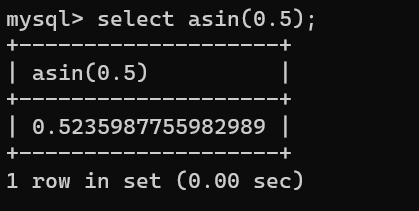 mysql> select asin(0.5);
+--------------------+
| asin(0.5)          |
+--------------------+
| 0.5235987755982989 |
+--------------------+
1 row in set (0.00 sec)